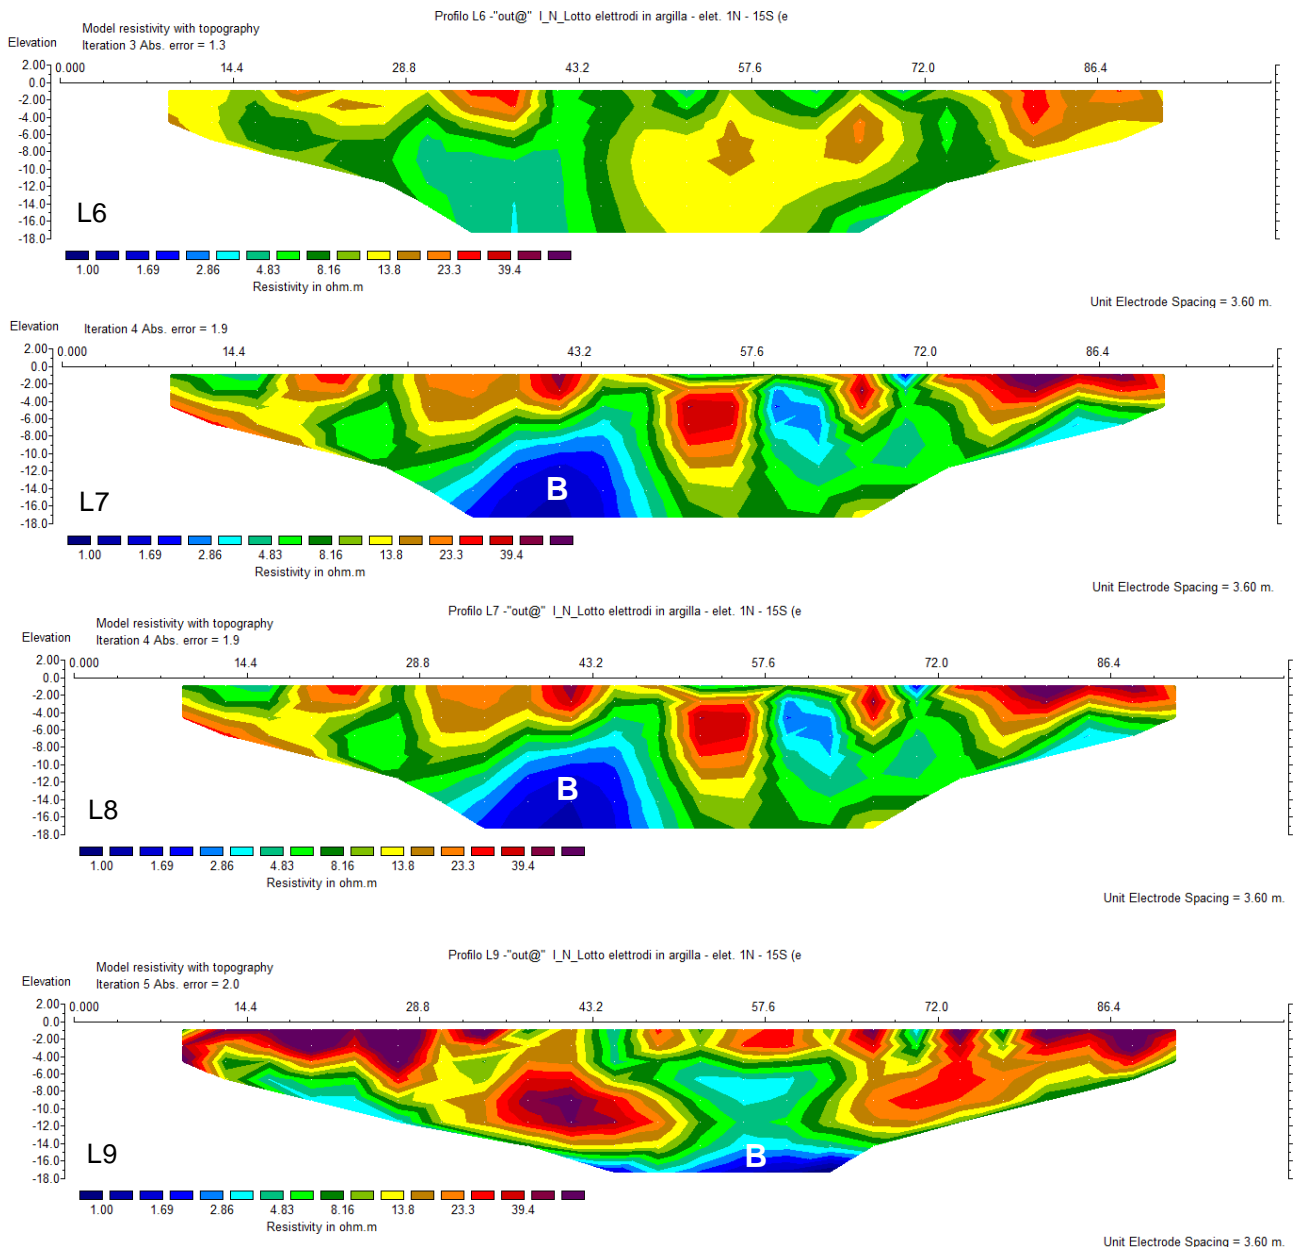 Profilo L6 -"out@" I_N_Lotto elettrodi in argilla - elet. 1N - 15S (e
Model resistivity with topography
Elevation Iteration 3 Abs. error = 1.3
2.00 0.000 14.4 28.8 43.2 57.6 72.0 86.4
0.0
-2.00
-4.00
-6.00
-8.00
-10.0
-12.0
-14.0
-16.0
-18.0
L6
1.00 1.69 2.86 4.83 8.16 13.8 23.3 39.4
Resistivity in ohm.m
Unit Electrode Spacing = 3.60 m.
Elevation Iteration 4 Abs. error = 1.9
2.00 0.000 14.4 43.2 57.6 72.0 86.4
0.0
-2.00
-4.00
-6.00
-8.00
-10.0
-12.0
-14.0
-16.0
-18.0
B
L7
1.00 1.69 2.86 4.83 8.16 13.8 23.3 39.4
Resistivity in ohm.m
Unit Electrode Spacing = 3.60 m.
Profilo L7 -"out@" I_N_Lotto elettrodi in argilla - elet. 1N - 15S (e
Model resistivity with topography
Elevation Iteration 4 Abs. error = 1.9
2.00 0.000 14.4 28.8 43.2 57.6 72.0 86.4
0.0
-2.00
-4.00
-6.00
-8.00
-10.0
-12.0
-14.0
-16.0
-18.0
B
L8
1.00 1.69 2.86 4.83 8.16 13.8 23.3 39.4
Resistivity in ohm.m
Unit Electrode Spacing = 3.60 m.
Profilo L9 -"out@" I_N_Lotto elettrodi in argilla - elet. 1N - 15S (e
Model resistivity with topography
Elevation Iteration 5 Abs. error = 2.0
2.00 0.000 14.4 28.8 43.2 57.6 72.0 86.4
0.0
-2.00
-4.00
-6.00
-8.00
-10.0
-12.0
-14.0
-16.0
-18.0
L9
B
1.00 1.69 2.86 4.83 8.16 13.8 23.3 39.4
Resistivity in ohm.m
Unit Electrode Spacing = 3.60 m.